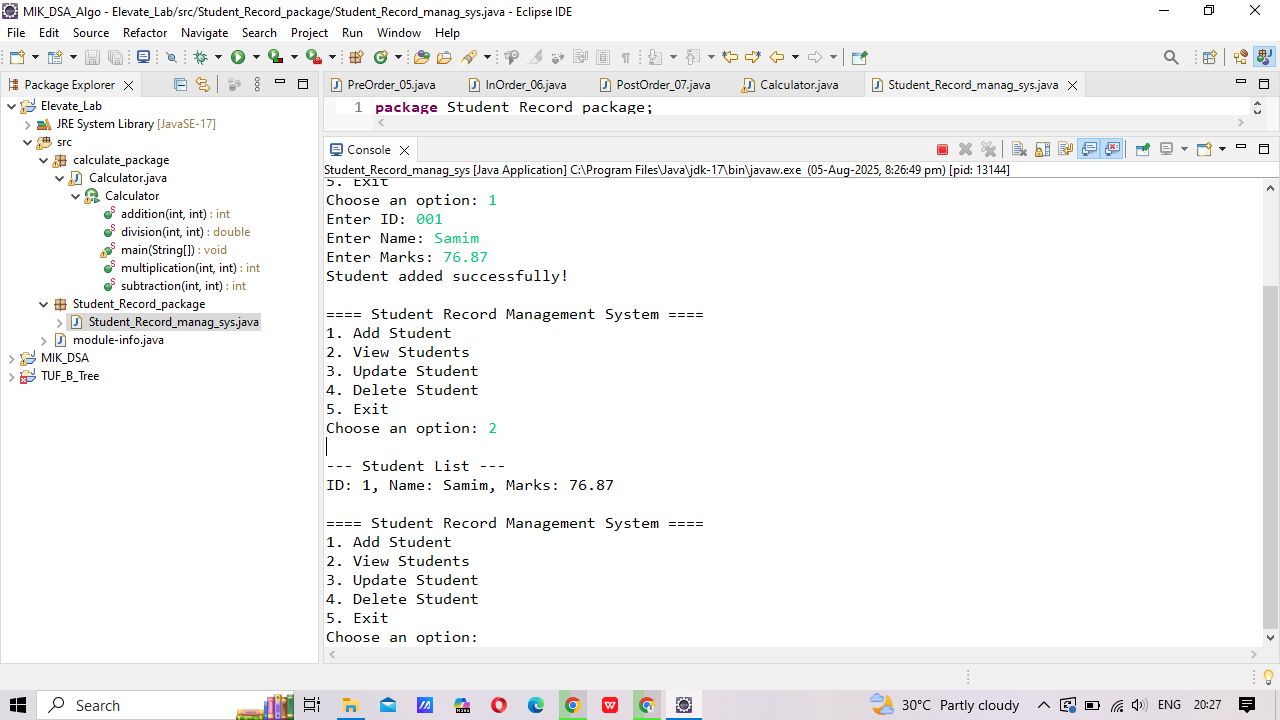 MIK_DSA_Algo - Elevate_Lab/src/Student_Record_package/Student_Record_manag_sys.java - Eclipse IDE
File Edit Source Refactor Navigate Search Project Run Window Help
Package Explorer
Elevate_Lab
JRE System Library [JavaSE-17]
src
calculate_package
Calculator.java
Calculator
addition(int, int) : int
division(int, int) : double
main(String[]) : void
multiplication(int, int) : int
subtraction(int, int) : int
Student_Record_package
Student_Record_manag_sys.java
module-info.java
MIK_DSA
TUF_B_Tree
PreOrder_05.java InOrder_06.java PostOrder_07.java Calculator.java Student_Record_manag_sys.java
1 package Student Record package;
Console
Student_Record_manag_sys [Java Application] C:\Program Files\Java\jdk-17\bin\javaw.exe (05-Aug-2025, 8:26:49 pm) [pid: 13144]
5. Exit
Choose an option: 1
Enter ID: 001
Enter Name: Samim
Enter Marks: 76.87
Student added successfully!
==== Student Record Management System ====
1. Add Student
2. View Students
3. Update Student
4. Delete Student
5. Exit
Choose an option: 2
--- Student List ---
ID: 1, Name: Samim, Marks: 76.87
==== Student Record Management System ====
1. Add Student
2. View Students
3. Update Student
4. Delete Student
5. Exit
Choose an option:
Search
30°C Partly cloudy ENG 20:27